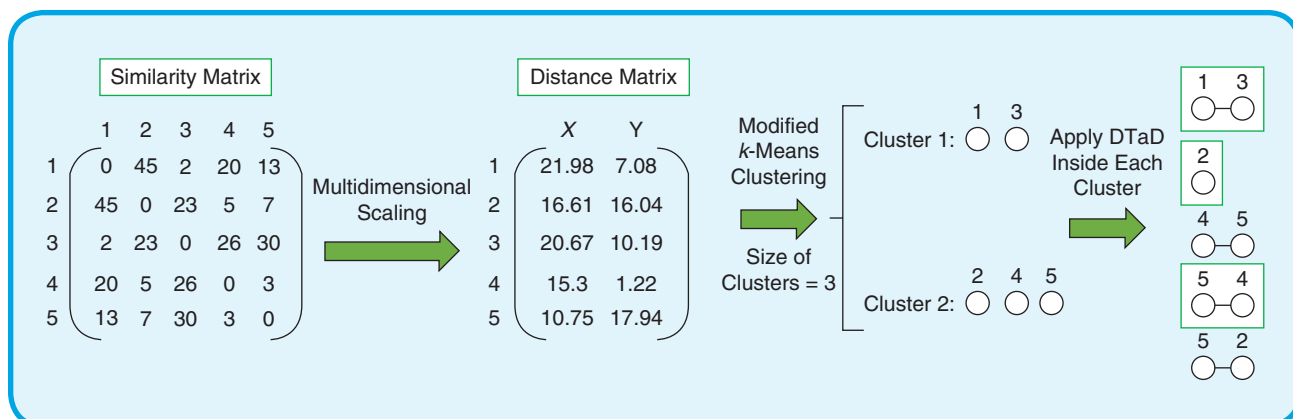 Similarity Matrix
1 2 3 4 5
1 0 45 2 20 13
2 45 0 23 5 7
3 2 23 0 26 30
4 20 5 26 0 3
5 13 7 30 3 0
Multidimensional
Scaling
Distance Matrix
X Y
1 21.98 7.08
2 16.61 16.04
3 20.67 10.19
4 15.3 1.22
5 10.75 17.94
Modified
k-Means
Clustering
Size of
Clusters = 3
1 3
Cluster 1:
2 4 5
Cluster 2:
Apply DTaD
Inside Each
Cluster
1 3
2
4 5
5 4
5 2